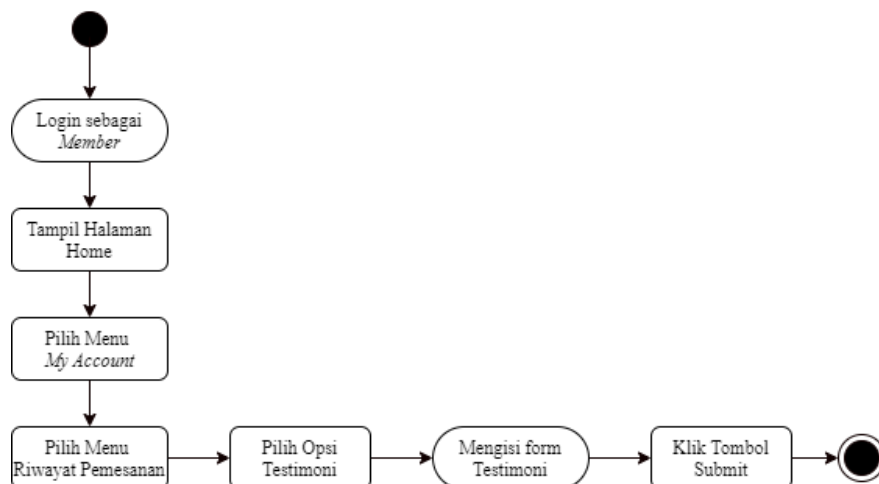 Login sebagai
Member
Tampil Halaman
Home
Pilih Menu
My Account
Pilih Menu
Riwayat Pemesanan
Pilih Opsi
Testimoni
Mengisi form
Testimoni
Klik Tombol
Submit